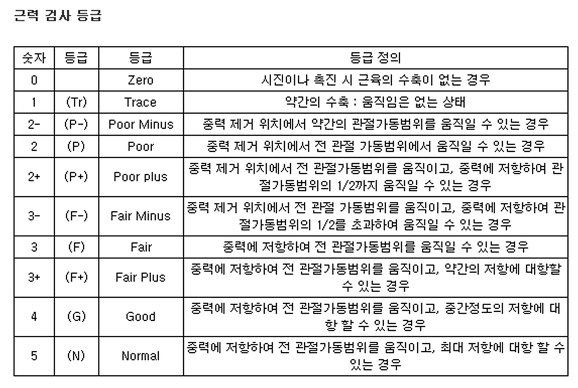 근력 검사 등급
숫자 등급 등급 등급 정의
0 Zero 시진이나 촉진 시 근육의 수축이 없는 경우
1 (Tr) Trace 약간의 수축 : 움직임은 없는 상태
2- (P-) Poor Minus 중력 제거 위치에서 약간의 관절가동범위를 움직일 수 있는 경우
2 (P) Poor 중력 제거 위치에서 전 관절 가동범위에서 움직일 수 있는 경우
2+ (P+) Poor plus 중력 제거 위치에서 전 관절가동범위를 움직이고, 중력에 저항하여 관
절가동범위의 1/2까지 움직일 수 있는 경우
3- (F-) Fair Minus 중력 제거 위치에서 전 관절 가동범위를 움직이고, 중력에 저항하여 관
절가동범위의 1/2를 초과하여 움직일 수 있는 경우
3 (F) Fair 중력에 저항하여 전 관절가동범위를 움직일 수 있는 경우
3+ (F+) Fair Plus 중력에 저항하여 전 관절가동범위를 움직이고, 약간의 저항에 대항할
수 있는 경우
4 (G) Good 중력에 저항하여 전 관절가동범위를 움직이고, 중간정도의 저항에 대
항 할 수 있는 경우
5 (N) Normal 중력에 저항하여 전 관절가동범위를 움직이고, 최대 저항에 대항 할 수
있는 경우